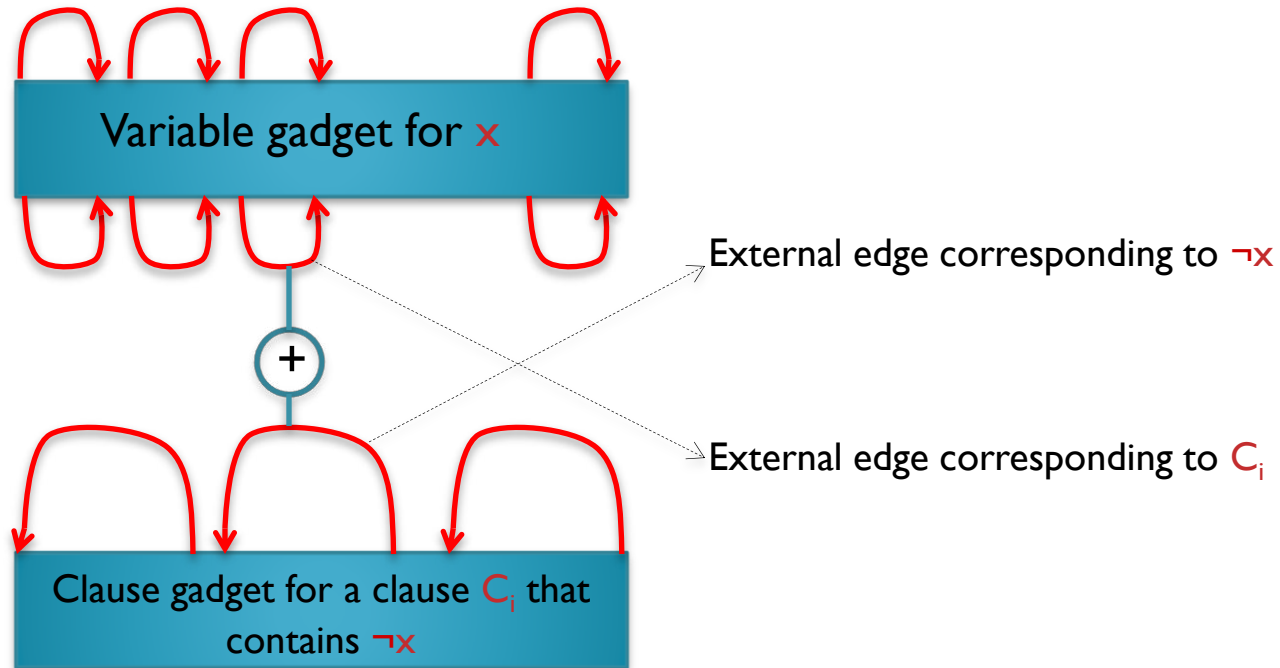 Variable gadget for x
External edge corresponding to ¬x
+
External edge corresponding to Cᵢ
Clause gadget for a clause Cᵢ that
contains ¬x